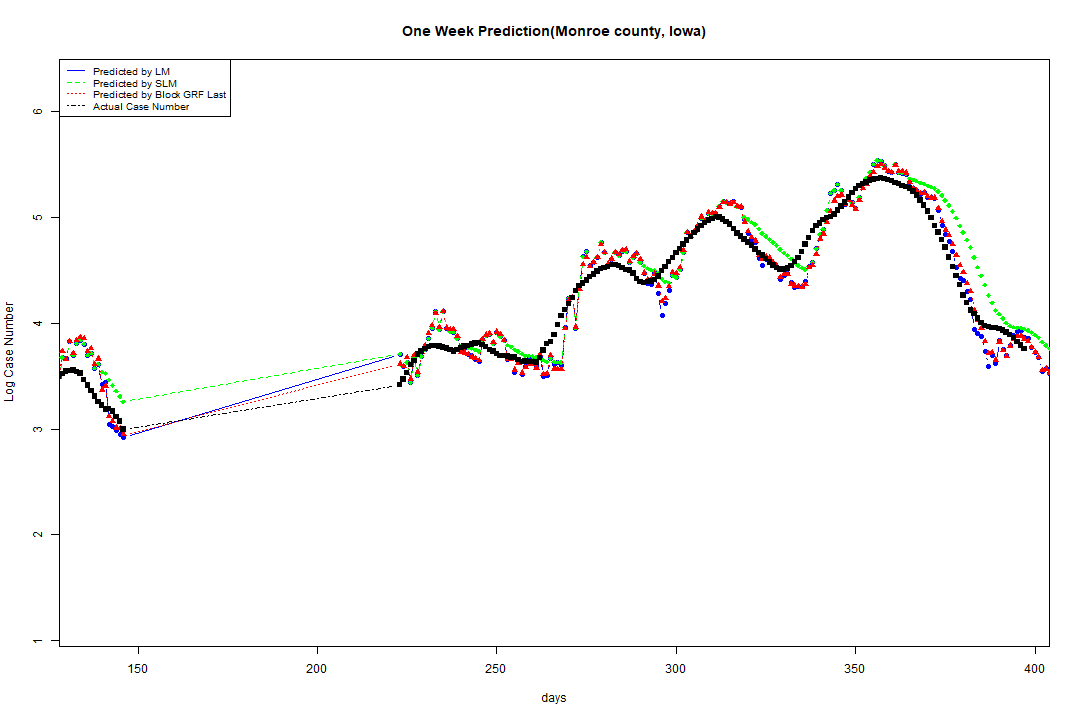 One Week Prediction(Monroe county, Iowa)
Predicted by LM
Predicted by SLM
Predicted by Block GRF Last
Actual Case Number
Log Case Number
6
5
4
3
2
1
150 200 250 300 350 400
days